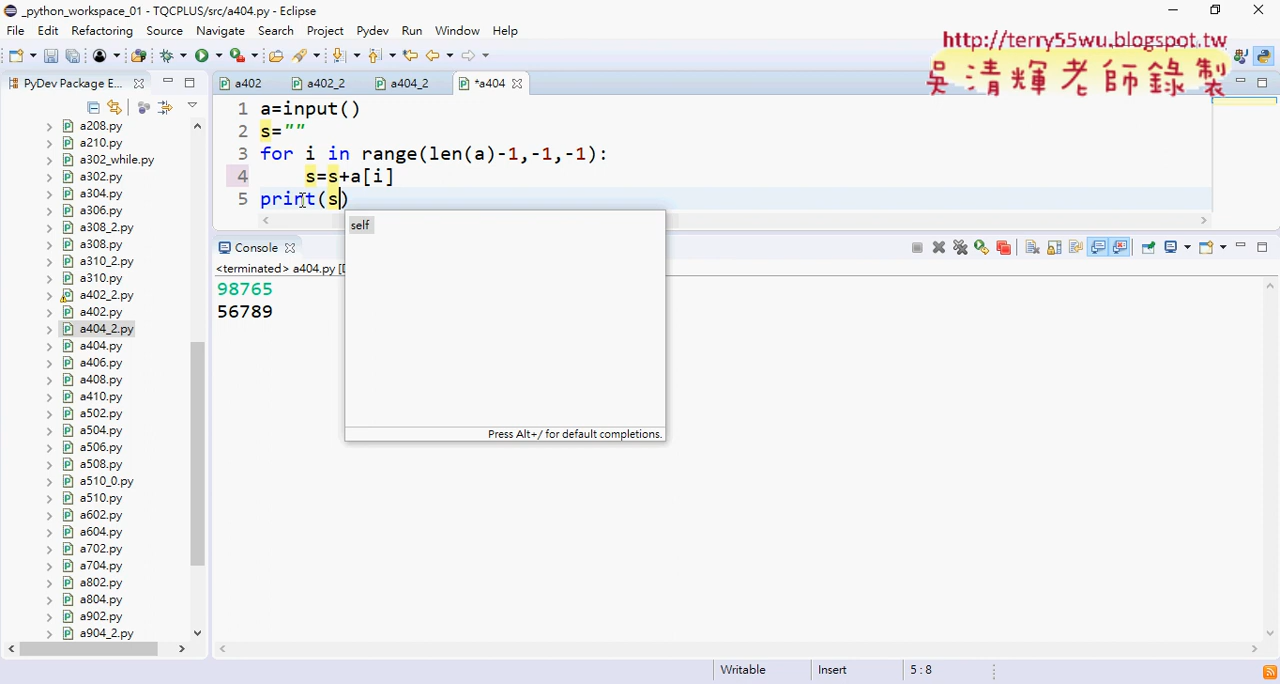 _python_workspace_01 - TQCPLUS/src/a404.py - Eclipse
File Edit Refactoring Source Navigate Search Project Pydev Run Window Help
http://terry55wu.blogspot.tw
吳清輝老師錄製
PyDev Package E...
a402 a402_2 a404_2 *a404
a208.py
a210.py
a302_while.py
a302.py
a304.py
a306.py
a308_2.py
a308.py
a310_2.py
a310.py
a402_2.py
a402.py
a404_2.py
a404.py
a406.py
a408.py
a410.py
a502.py
a504.py
a506.py
a508.py
a510_0.py
a510.py
a602.py
a604.py
a702.py
a704.py
a802.py
a804.py
a902.py
a904_2.py
1 a=input()
2 s=""
3 for i in range(len(a)-1,-1,-1):
4 s=s+a[i]
5 print(s)
self
Press Alt+/ for default completions.
Console
<terminated> a404.py [D
98765
56789
Writable Insert 5 : 8